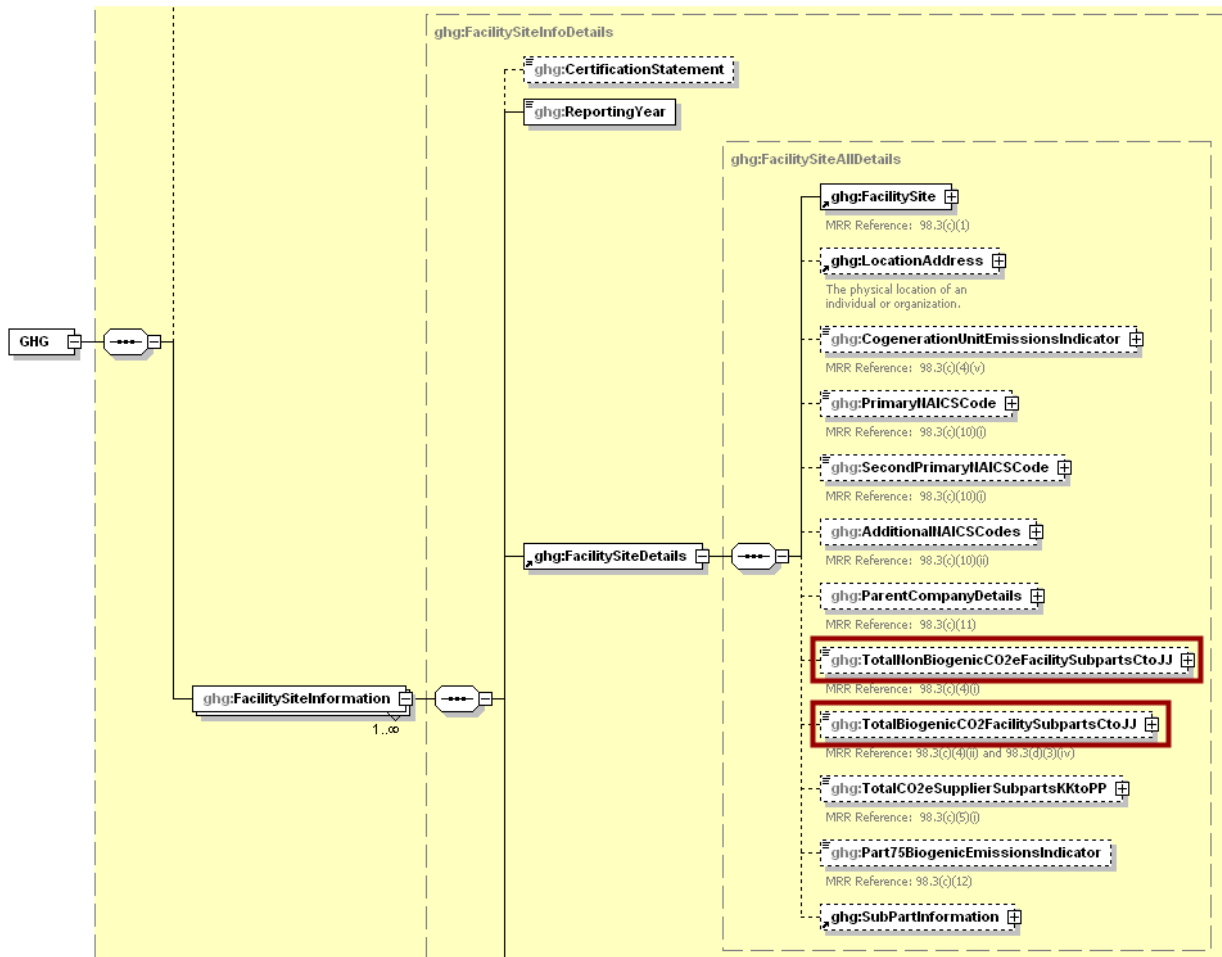 ghg:FacilitySiteInfoDetails
ghg:CertificationStatement
ghg:ReportingYear
ghg:FacilitySiteAllDetails
ghg:FacilitySite
MRR Reference: 98.3(c)(1)
ghg:LocationAddress
The physical location of an
individual or organization.
GHG
ghg:CogenerationUnitEmissionsIndicator
MRR Reference: 98.3(c)(4)(v)
ghg:PrimaryNAICSCode
MRR Reference: 98.3(c)(10)(i)
ghg:SecondPrimaryNAICSCode
MRR Reference: 98.3(c)(10)(i)
ghg:AdditionalNAICSCodes
MRR Reference: 98.3(c)(10)(ii)
ghg:FacilitySiteDetails
ghg:ParentCompanyDetails
MRR Reference: 98.3(c)(11)
ghg:TotalNonBiogenicCO2eFacilitySubpartsCtoJJ
MRR Reference: 98.3(c)(4)(i)
ghg:FacilitySiteInformation
1..∞
ghg:TotalBiogenicCO2FacilitySubpartsCtoJJ
MRR Reference: 98.3(c)(4)(ii) and 98.3(d)(3)(iv)
ghg:TotalCO2eSupplierSubpartsKKtoPP
MRR Reference: 98.3(c)(5)(i)
ghg:Part75BiogenicEmissionsIndicator
MRR Reference: 98.3(c)(12)
ghg:SubPartInformation